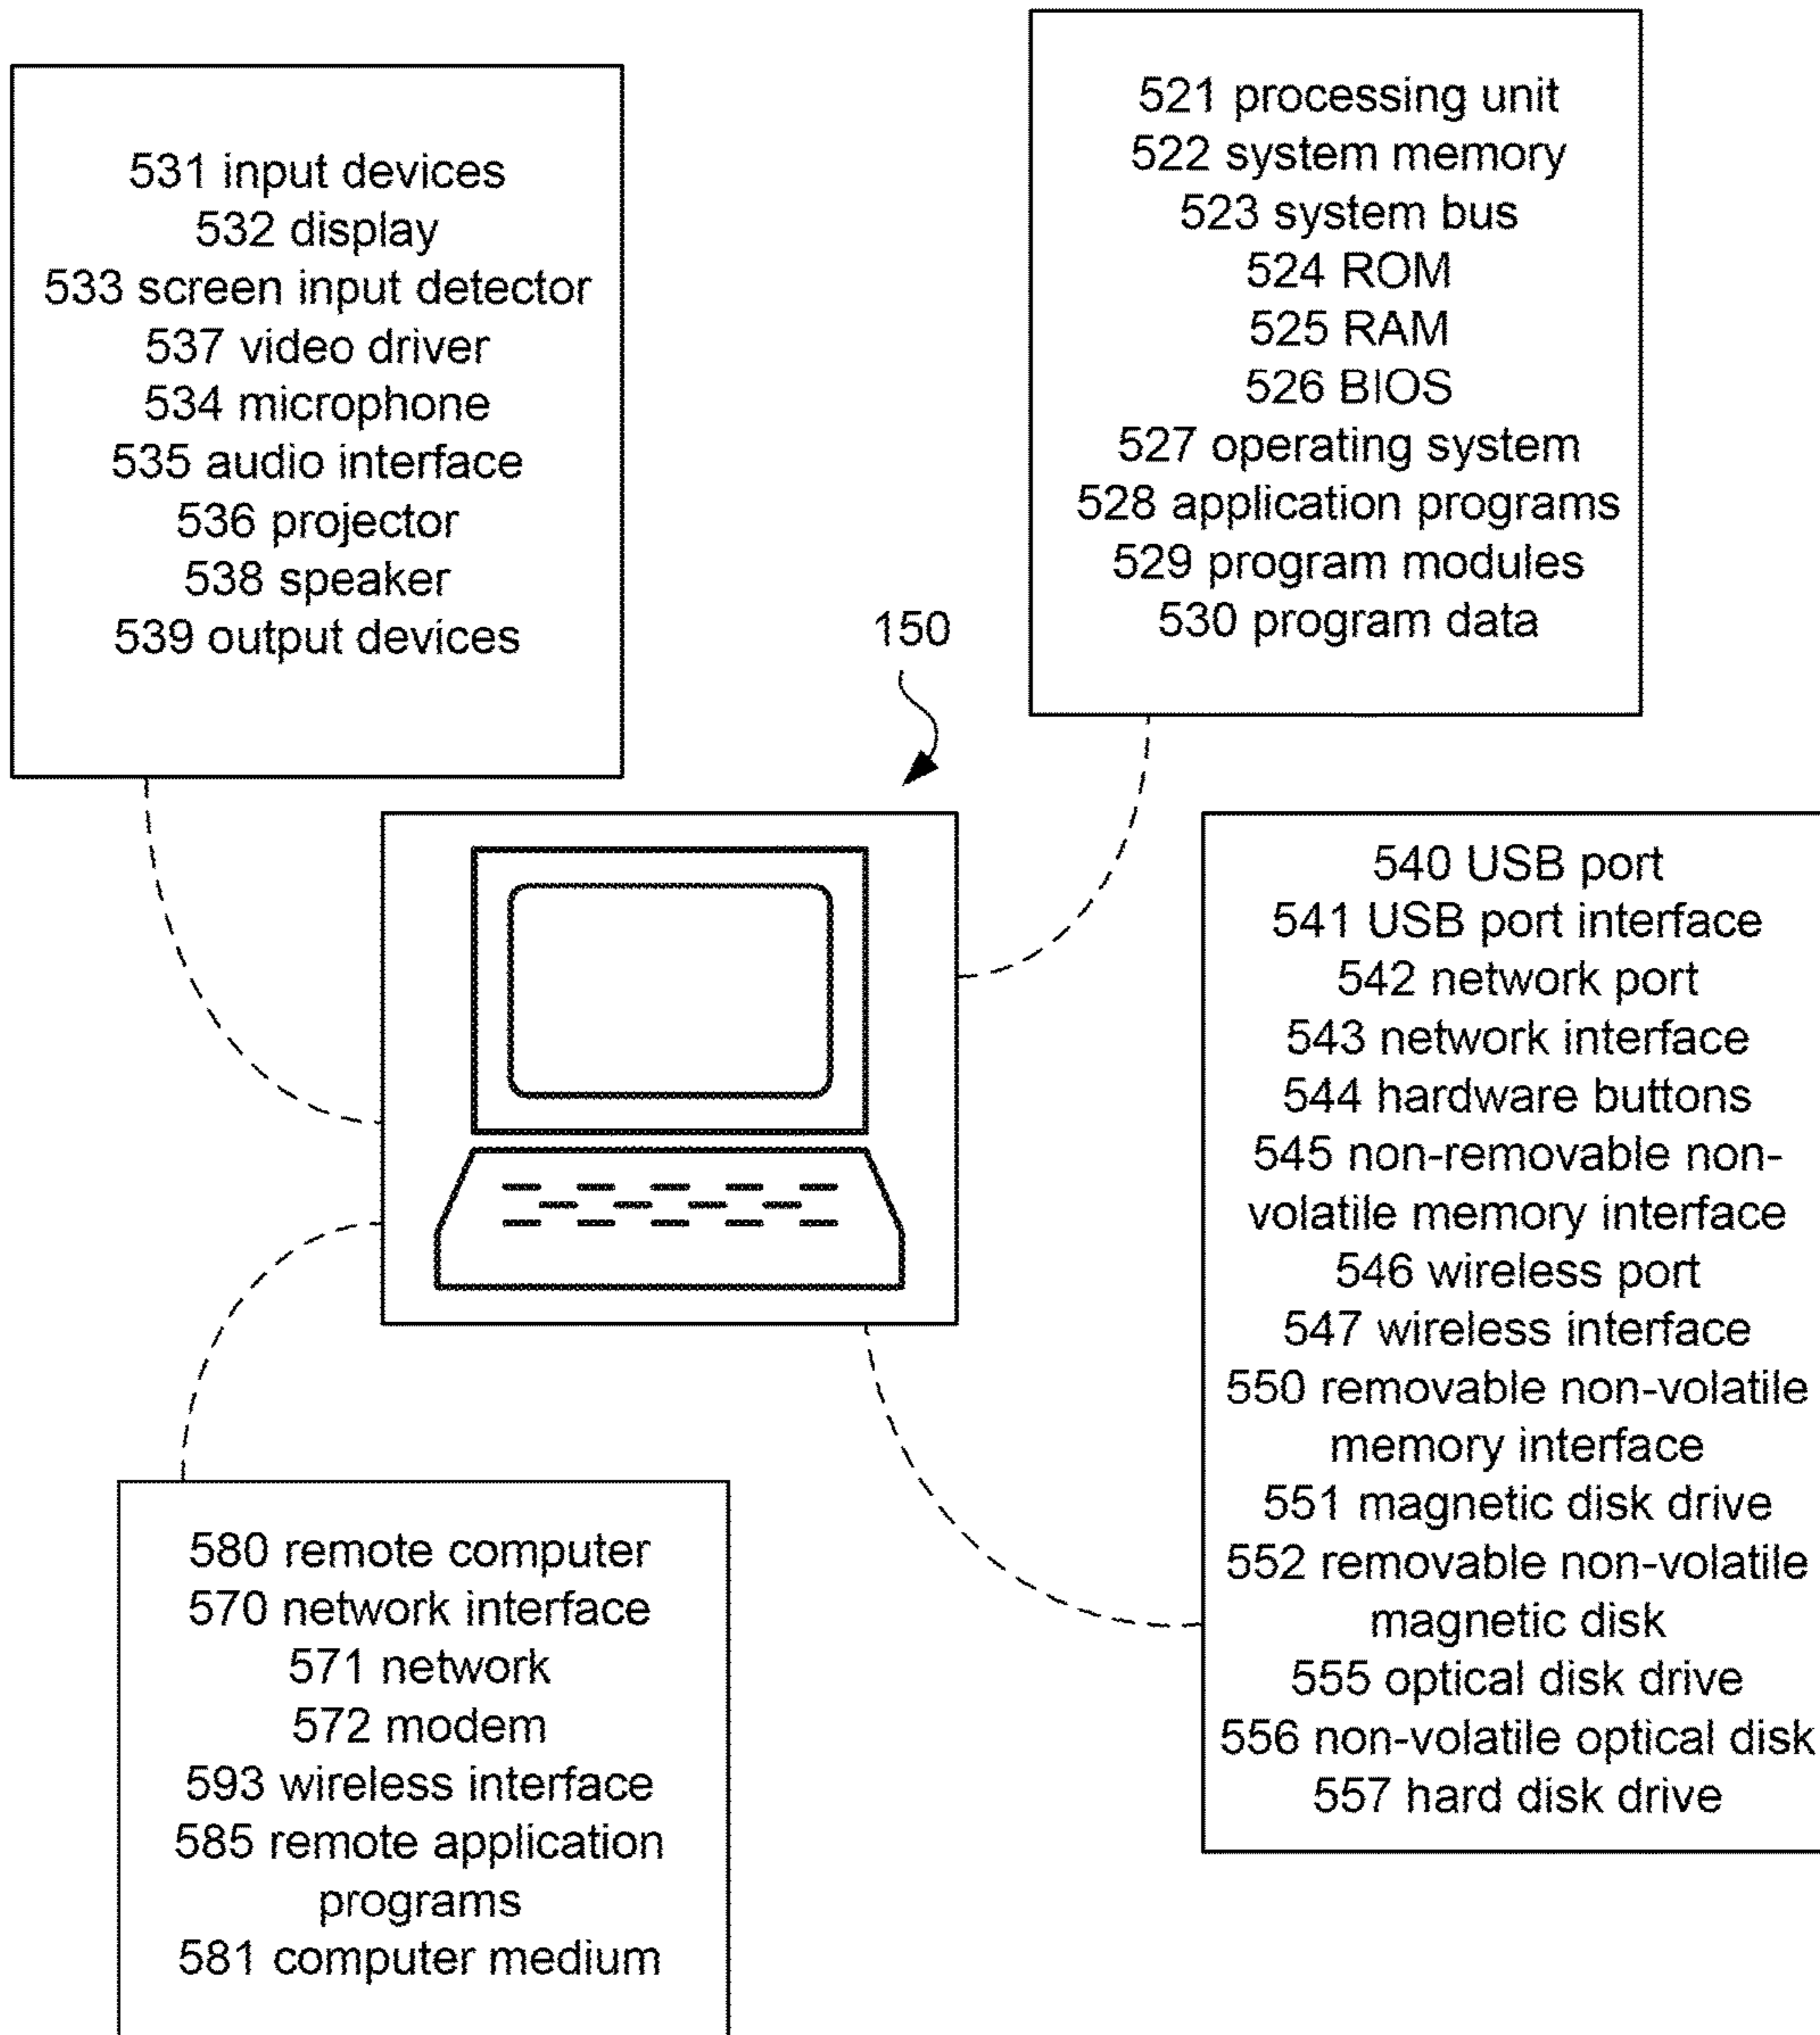 531 input devices
532 display
533 screen input detector
537 video driver
534 microphone
535 audio interface
536 projector
538 speaker
539 output devices
521 processing unit
522 system memory
523 system bus
524 ROM
525 RAM
526 BIOS
527 operating system
528 application programs
529 program modules
530 program data
150
540 USB port
541 USB port interface
542 network port
543 network interface
544 hardware buttons
545 non-removable non-
volatile memory interface
546 wireless port
547 wireless interface
550 removable non-volatile
memory interface
551 magnetic disk drive
552 removable non-volatile
magnetic disk
555 optical disk drive
556 non-volatile optical disk
557 hard disk drive
580 remote computer
570 network interface
571 network
572 modem
593 wireless interface
585 remote application
programs
581 computer medium